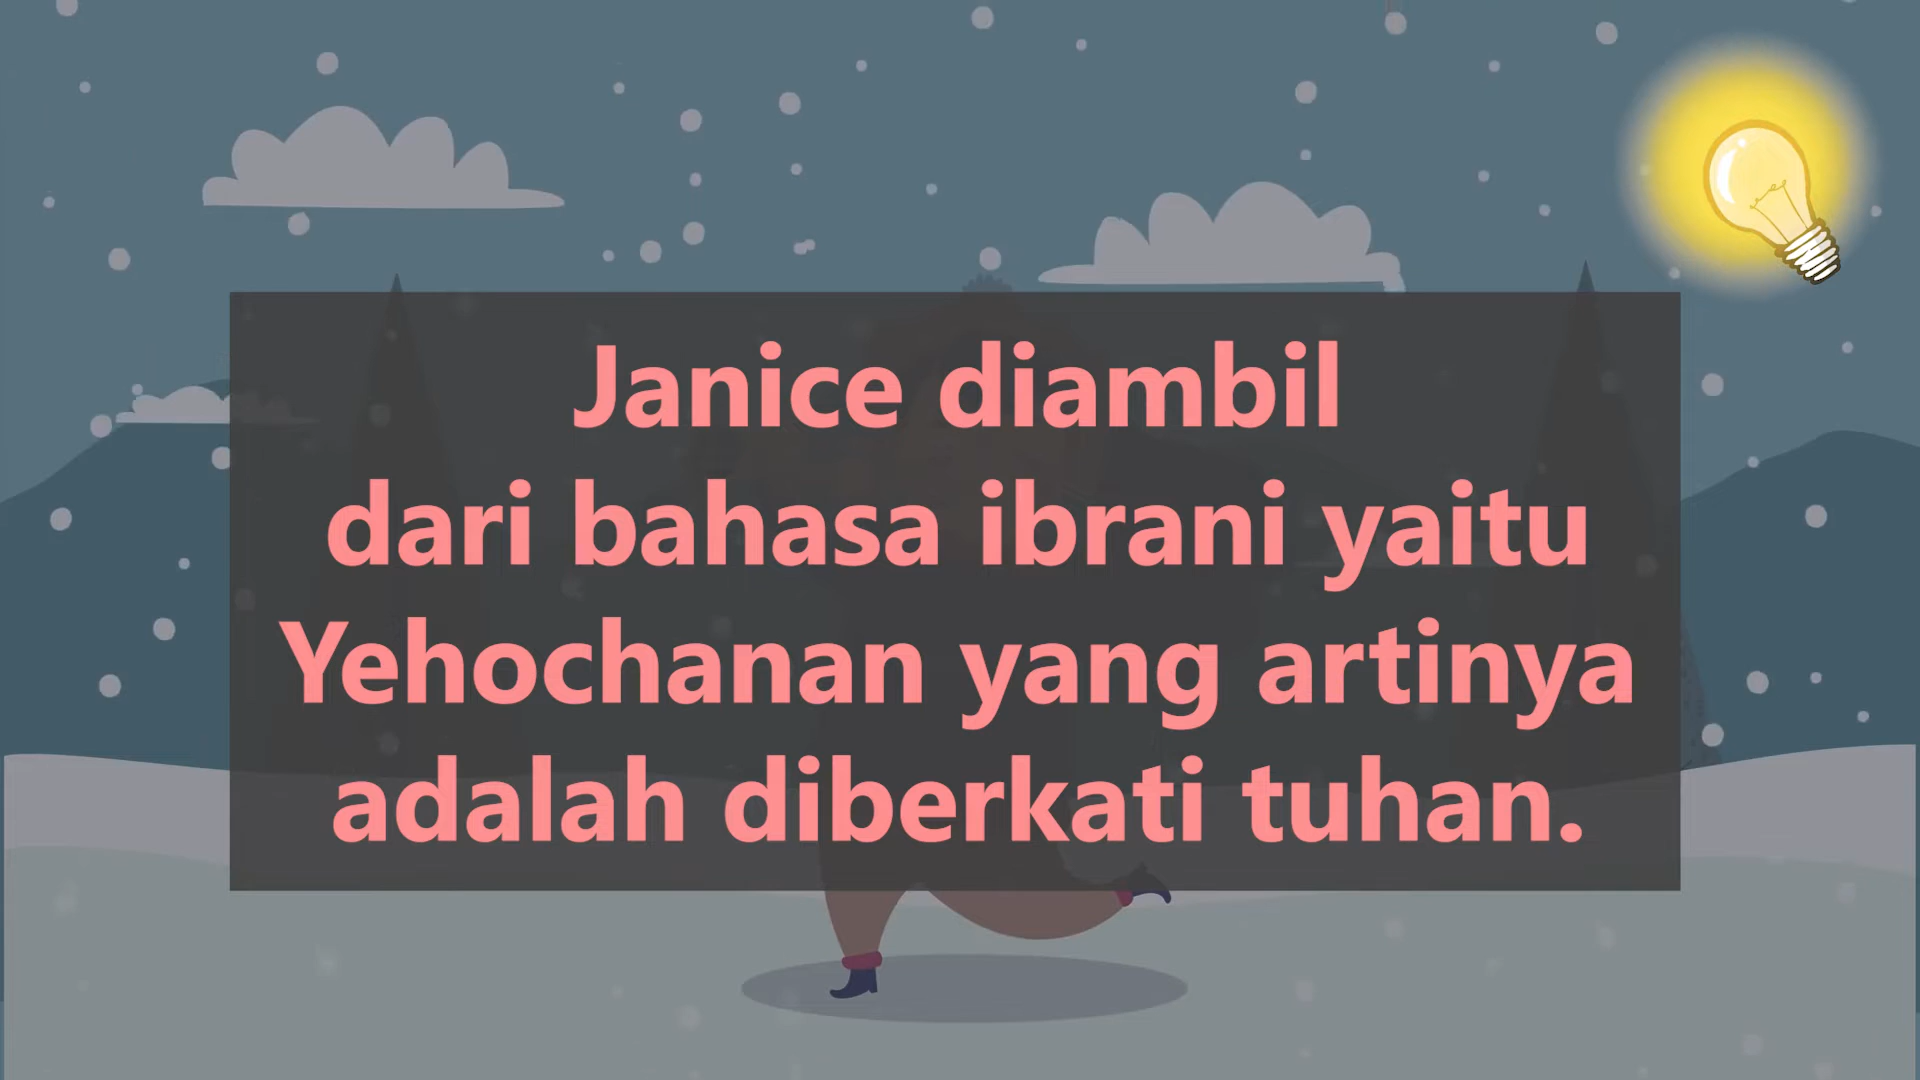 Janice diambil
dari bahasa ibrani yaitu
Yehochanan yang artinya
adalah diberkati tuhan.